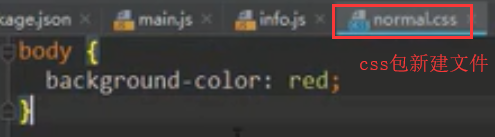 kage.json main.js info.js normal.css
css包新建文件
body {
background-color: red;
}